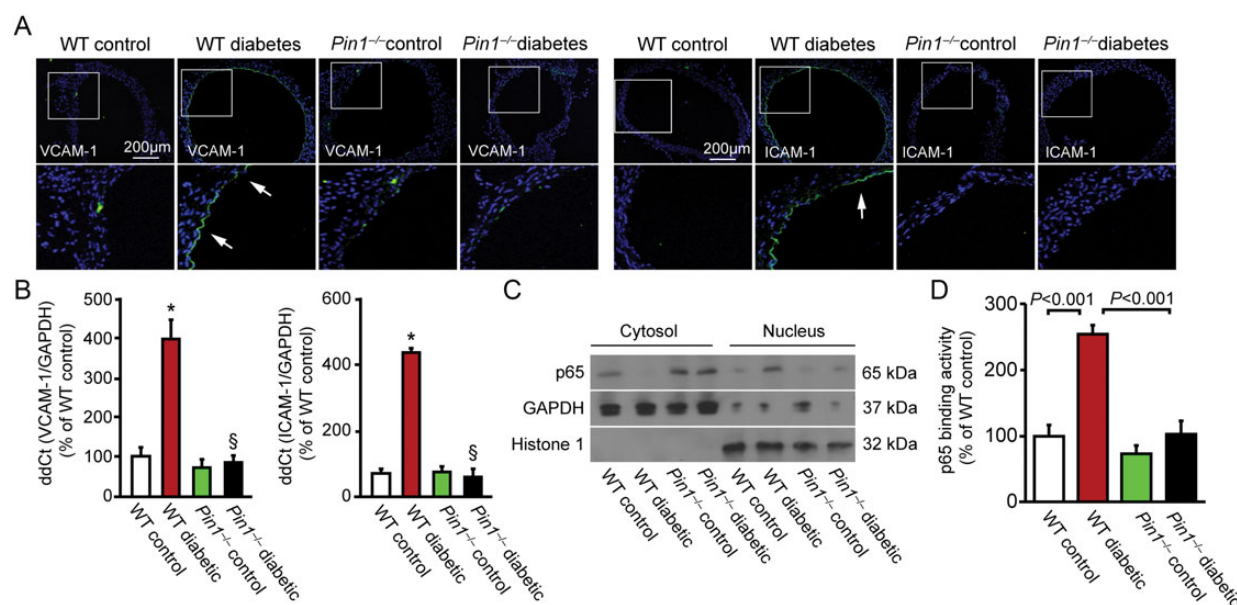 A
WT control WT diabetes Pin1−/−control Pin1−/−diabetes WT control WT diabetes Pin1−/−control Pin1−/−diabetes
VCAM-1 200µm VCAM-1 VCAM-1 VCAM-1 200µm ICAM-1 ICAM-1 ICAM-1
B
ddCt (VCAM-1/GAPDH)
(% of WT control)
500
400
300
200
100
0
*
§
WT control
WT diabetic
Pin1−/− control
Pin1−/− diabetic
ddCt (ICAM-1/GAPDH)
(% of WT control)
600
400
200
0
*
§
WT control
WT diabetic
Pin1−/− control
Pin1−/− diabetic
C
Cytosol Nucleus
p65 65 kDa
GAPDH 37 kDa
Histone 1 32 kDa
WT control
WT diabetic
Pin1−/− control
Pin1−/− diabetic
WT control
WT diabetic
Pin1−/− control
Pin1−/− diabetic
D
p65 binding activity
(% of WT control)
P<0.001 P<0.001
300
200
100
0
WT control
WT diabetic
Pin1−/− control
Pin1−/− diabetic